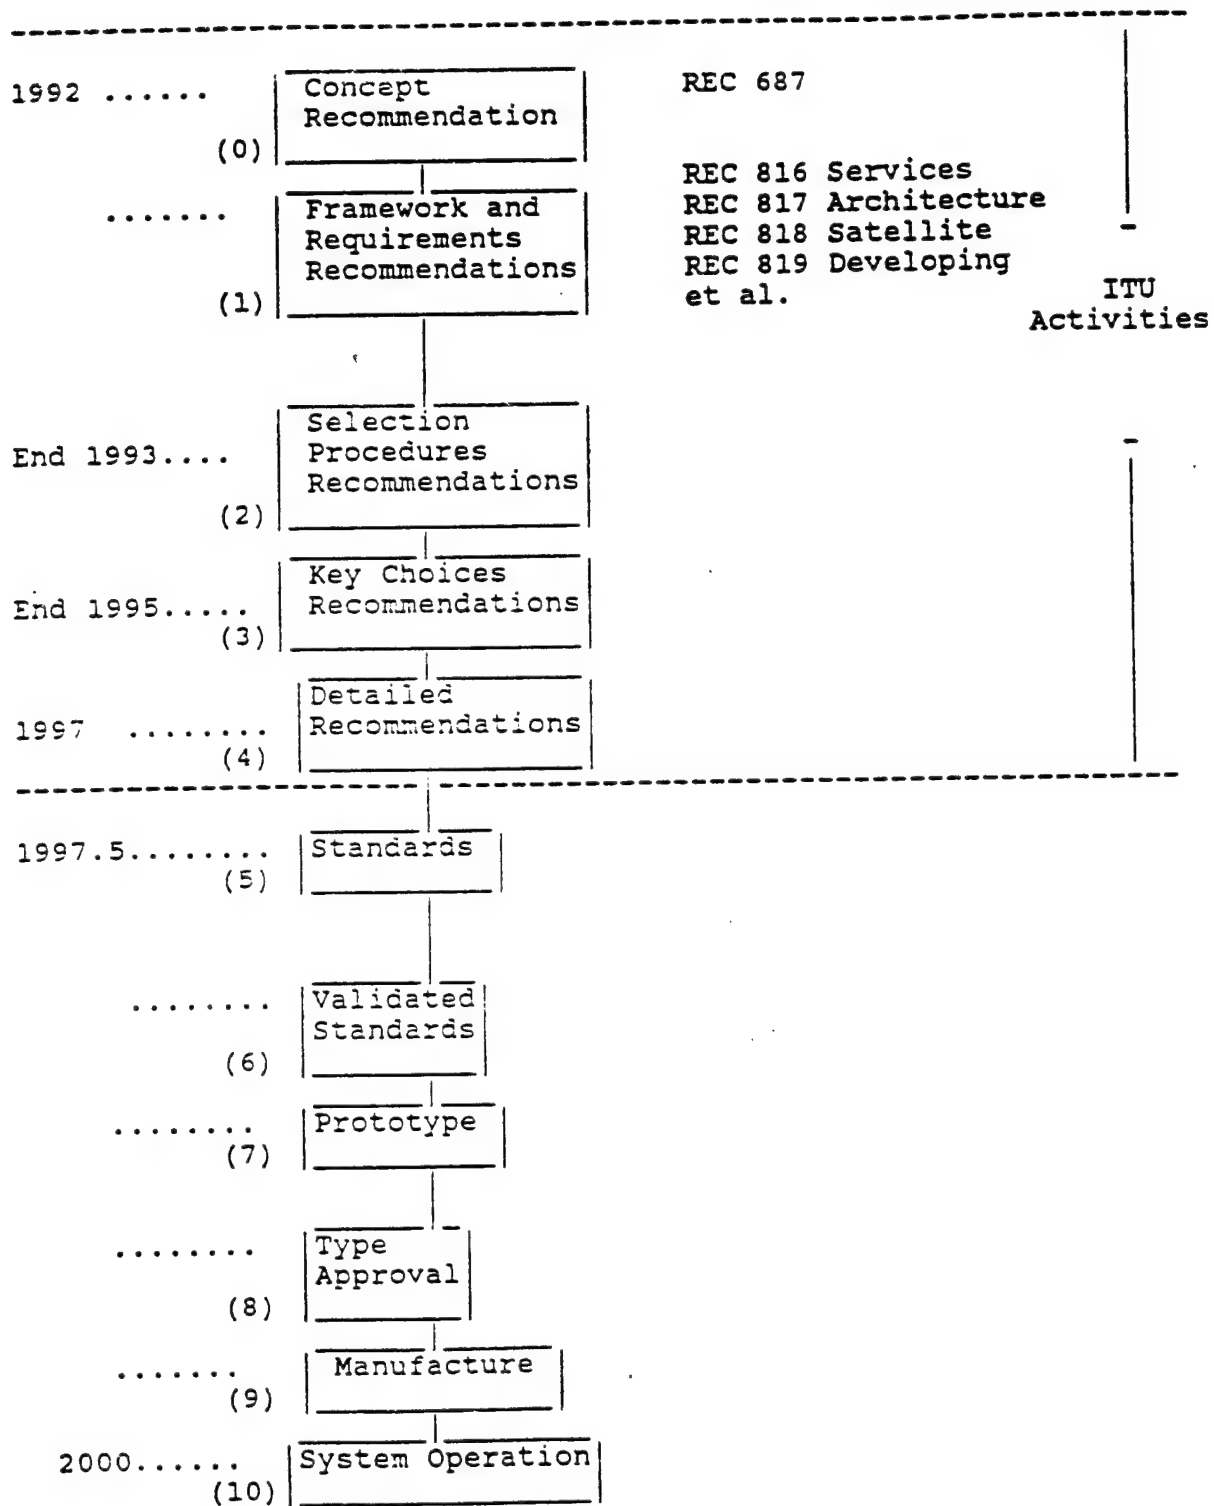 1992 ...... Concept REC 687
Recommendation
(0)
REC 816 Services
....... Framework and REC 817 Architecture
Requirements REC 818 Satellite
Recommendations REC 819 Developing
(1) et al. ITU
Activities
Selection
End 1993.... Procedures
Recommendations
(2)
Key Choices
End 1995..... Recommendations
(3)
Detailed
1997 ........ Recommendations
(4)
1997.5........ Standards
(5)
........ Validated
Standards
(6)
........ Prototype
(7)
........ Type
Approval
(8)
....... Manufacture
(9)
2000...... System Operation
(10)